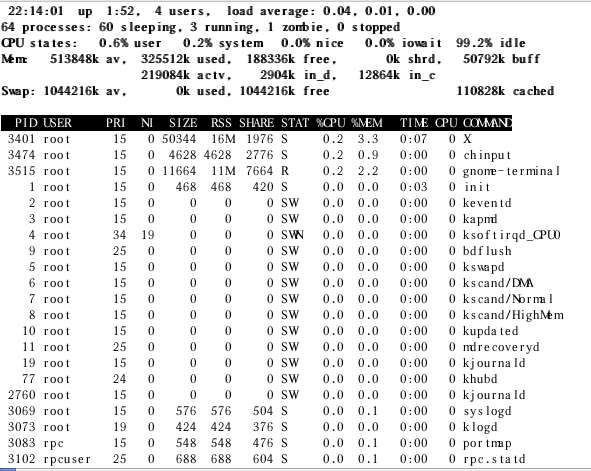 22:14:01 up 1:52, 4 users, load average: 0.04, 0.01, 0.00
64 processes: 60 sleeping, 3 running, 1 zombie, 0 stopped
CPU states: 0.6% user 0.2% system 0.0% nice 0.0% iowait 99.2% idle
Mem: 513848k av, 325512k used, 188336k free, 0k shrd, 50792k buff
219084k actv, 2904k in_d, 12864k in_c
Swap: 1044216k av, 0k used, 1044216k free 110828k cached
PID USER PRI NI SIZE RSS SHARE STAT %CPU %MEM TIME CPU COMMAND
3401 root 15 0 50344 16M 1976 S 0.2 3.3 0:07 0 X
3474 root 15 0 4628 4628 2776 S 0.2 0.9 0:00 0 chinput
3515 root 15 0 11664 11M 7664 R 0.2 2.2 0:00 0 gnome-terminal
1 root 15 0 468 468 420 S 0.0 0.0 0:03 0 init
2 root 15 0 0 0 0 SW 0.0 0.0 0:00 0 keventd
3 root 15 0 0 0 0 SW 0.0 0.0 0:00 0 kapmd
4 root 34 19 0 0 0 SWN 0.0 0.0 0:00 0 ksoftirqd_CPU0
9 root 25 0 0 0 0 SW 0.0 0.0 0:00 0 bdflush
5 root 15 0 0 0 0 SW 0.0 0.0 0:00 0 kswapd
6 root 15 0 0 0 0 SW 0.0 0.0 0:00 0 kscand/DMA
7 root 15 0 0 0 0 SW 0.0 0.0 0:00 0 kscand/Normal
8 root 15 0 0 0 0 SW 0.0 0.0 0:00 0 kscand/HighMem
10 root 15 0 0 0 0 SW 0.0 0.0 0:00 0 kupdated
11 root 25 0 0 0 0 SW 0.0 0.0 0:00 0 mdrecoveryd
19 root 15 0 0 0 0 SW 0.0 0.0 0:00 0 kjournald
77 root 24 0 0 0 0 SW 0.0 0.0 0:00 0 khubd
2760 root 15 0 0 0 0 SW 0.0 0.0 0:00 0 kjournald
3069 root 15 0 576 576 504 S 0.0 0.1 0:00 0 syslogd
3073 root 19 0 424 424 376 S 0.0 0.0 0:00 0 klogd
3083 rpc 15 0 548 548 476 S 0.0 0.1 0:00 0 portmap
3102 rpcuser 25 0 688 688 604 S 0.0 0.1 0:00 0 rpc.statd